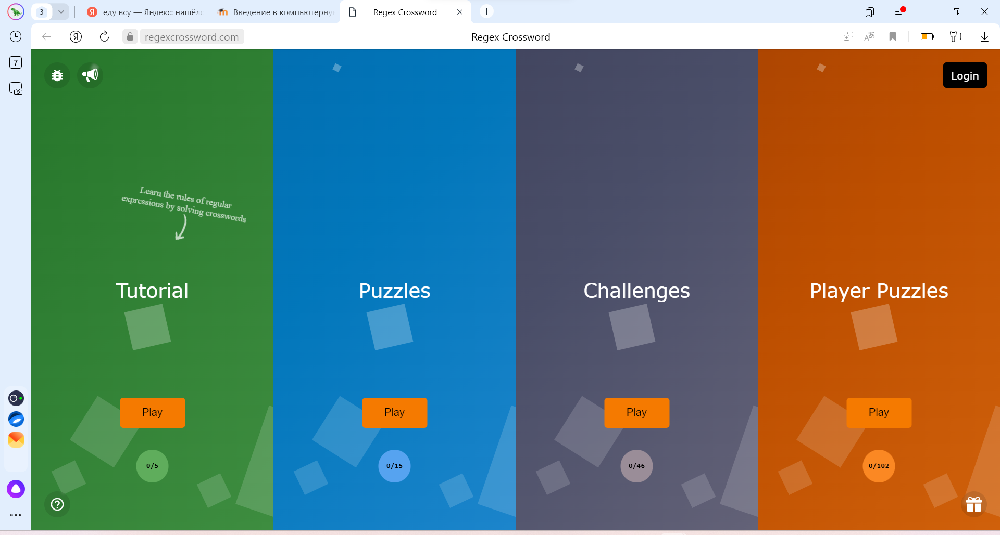 3
еду всу — Яндекс: нашёлс
Введение в компьютерну
Regex Crossword
regexcrossword.com
Regex Crossword
7
Login
Learn the rules of regular
expressions by solving crosswords
Tutorial
Puzzles
Challenges
Player Puzzles
Play
Play
Play
Play
0/5
0/15
0/46
0/102